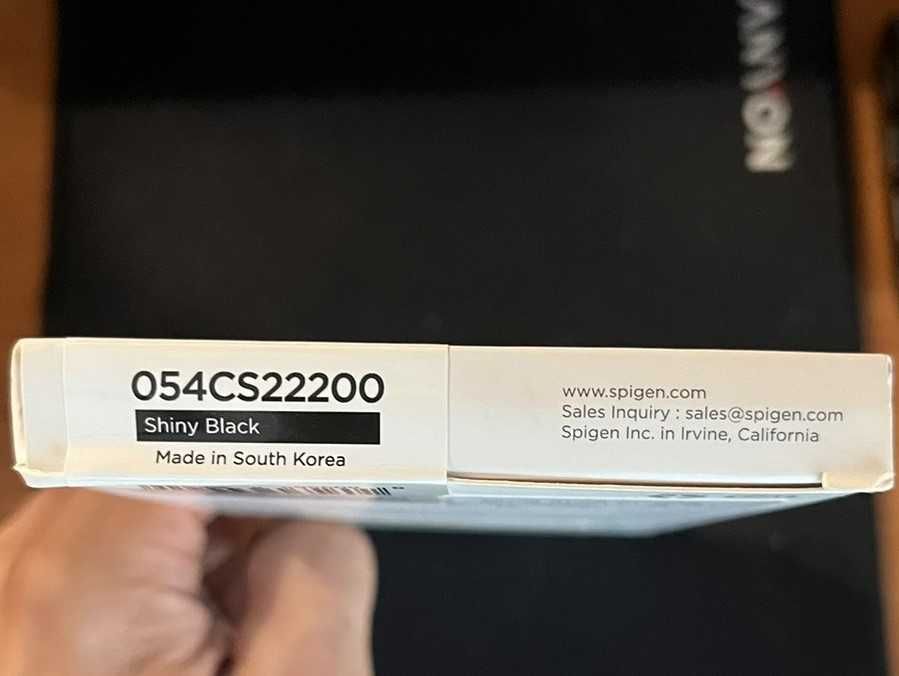 054CS22200
Shiny Black
Made in South Korea
www.spigen.com
Sales Inquiry : sales@spigen.com
Spigen Inc. in Irvine, California